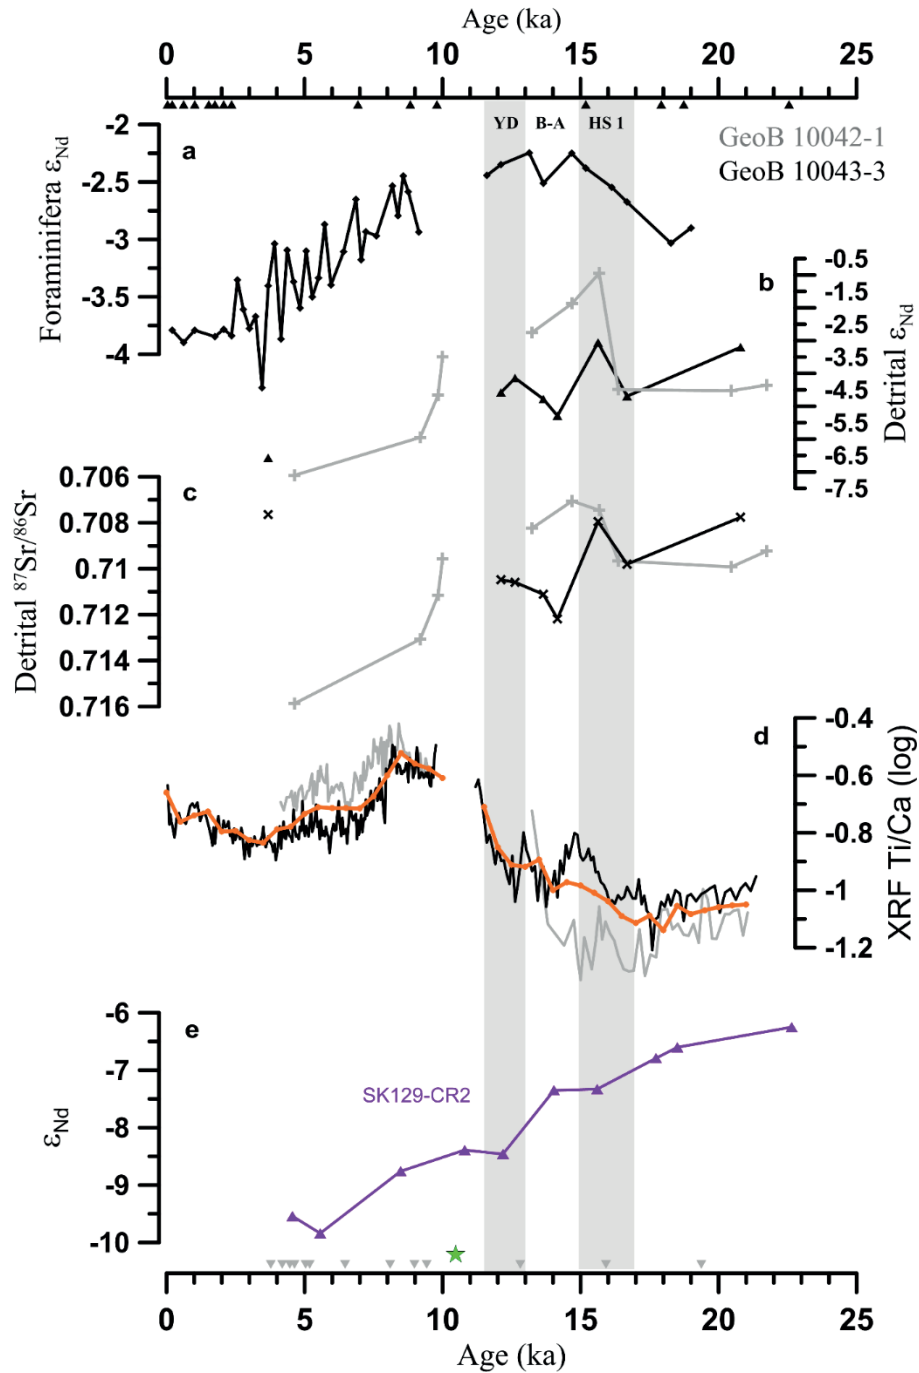 Age (ka)
0 5 10 15 20 25
YD B-A HS 1
GeoB 10042-1
GeoB 10043-3
a
Foraminifera εNd
-2
-2.5
-3
-3.5
-4
b
Detrital εNd
-0.5
-1.5
-2.5
-3.5
-4.5
-5.5
-6.5
-7.5
c
Detrital ⁸⁷Sr/⁸⁶Sr
0.706
0.708
0.71
0.712
0.714
0.716
d
XRF Ti/Ca (log)
-0.4
-0.6
-0.8
-1
-1.2
e
εNd
-6
-7
-8
-9
-10
SK129-CR2
0 5 10 15 20 25
Age (ka)